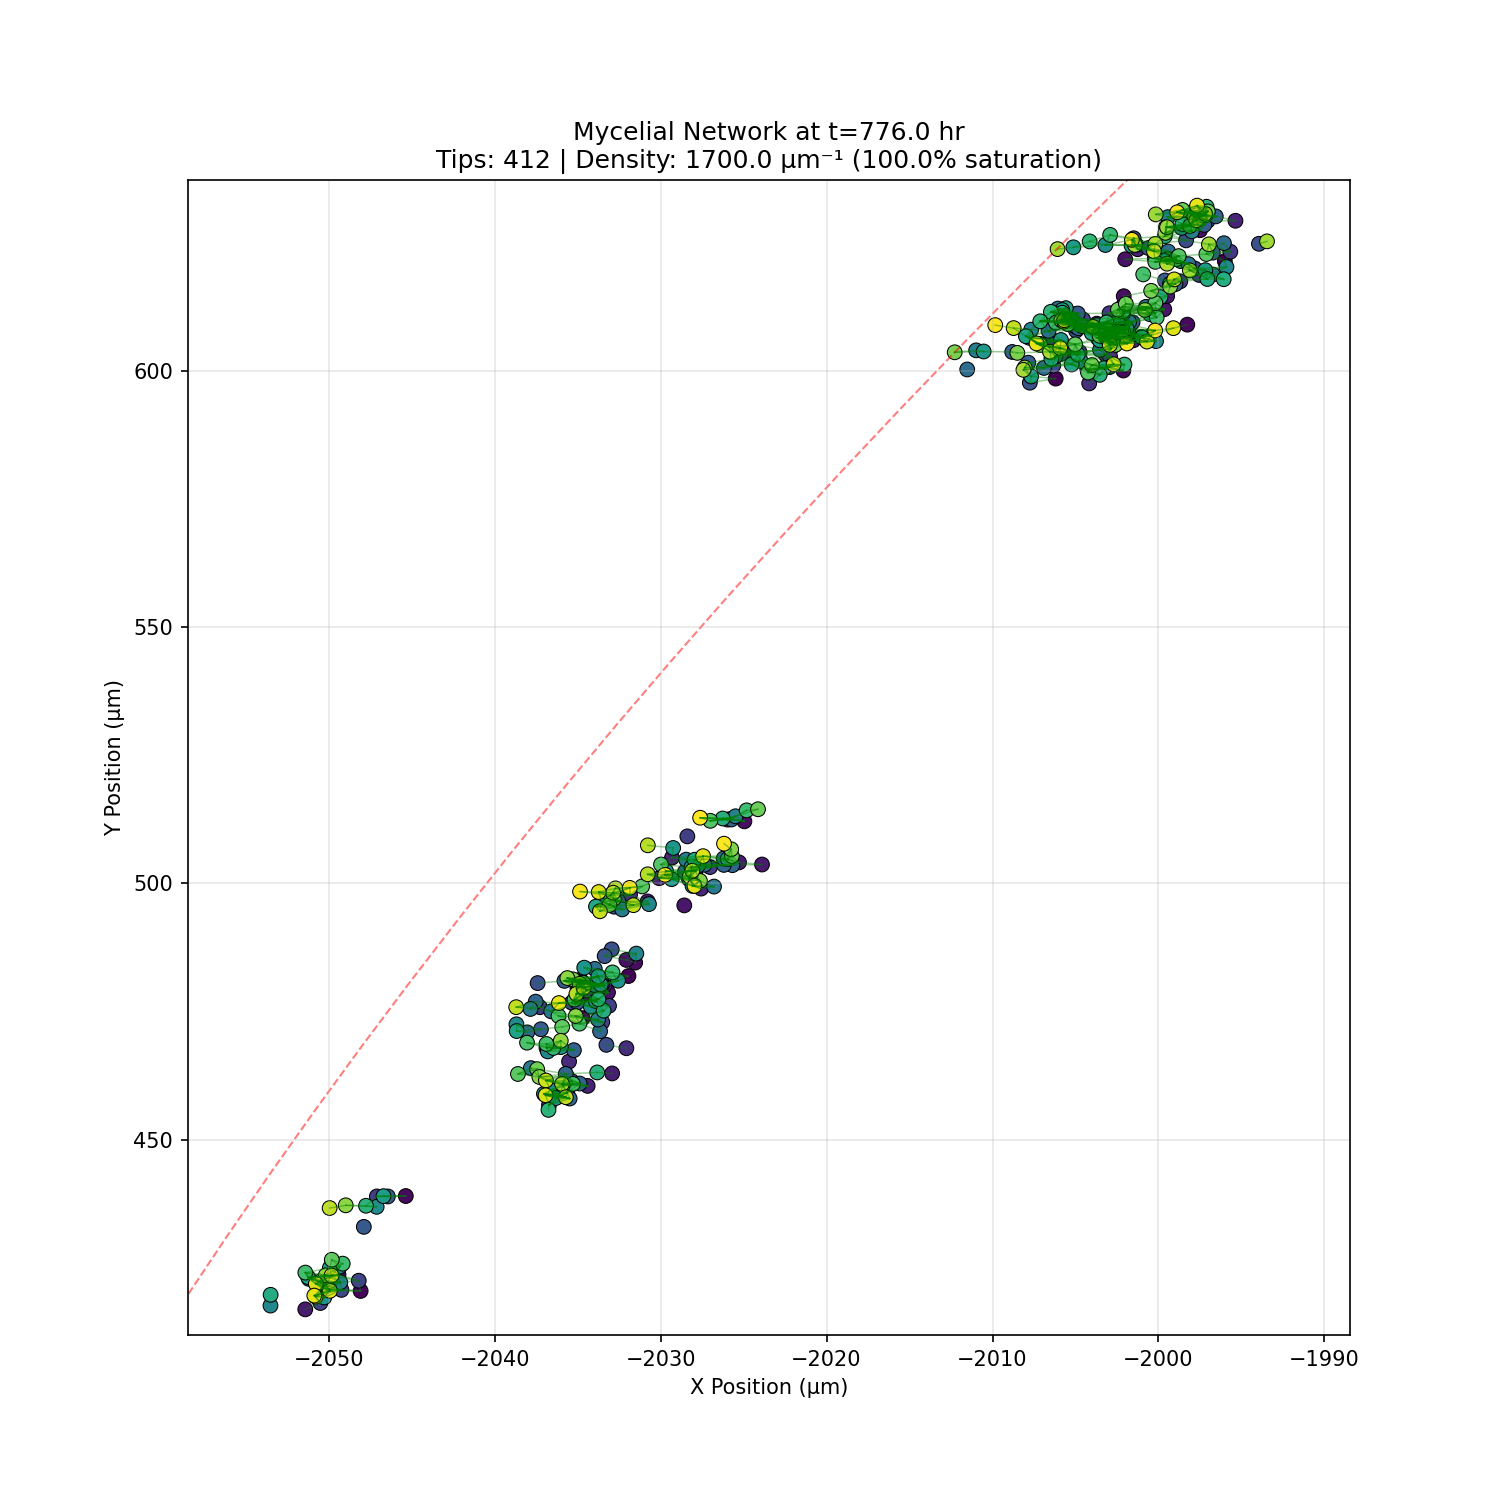 Mycelial Network at t=776.0 hr
Tips: 412 | Density: 1700.0 μm⁻¹ (100.0% saturation)
Y Position (μm)
600
550
500
450
−2050 −2040 −2030 −2020 −2010 −2000 −1990
X Position (μm)